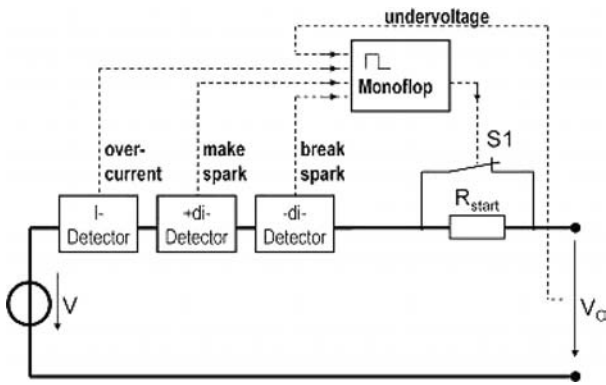 undervoltage
Monoflop
over-
current
make
spark
break
spark
S1
I-
Detector
+di-
Detector
-di-
Detector
Rstart
V
Vo